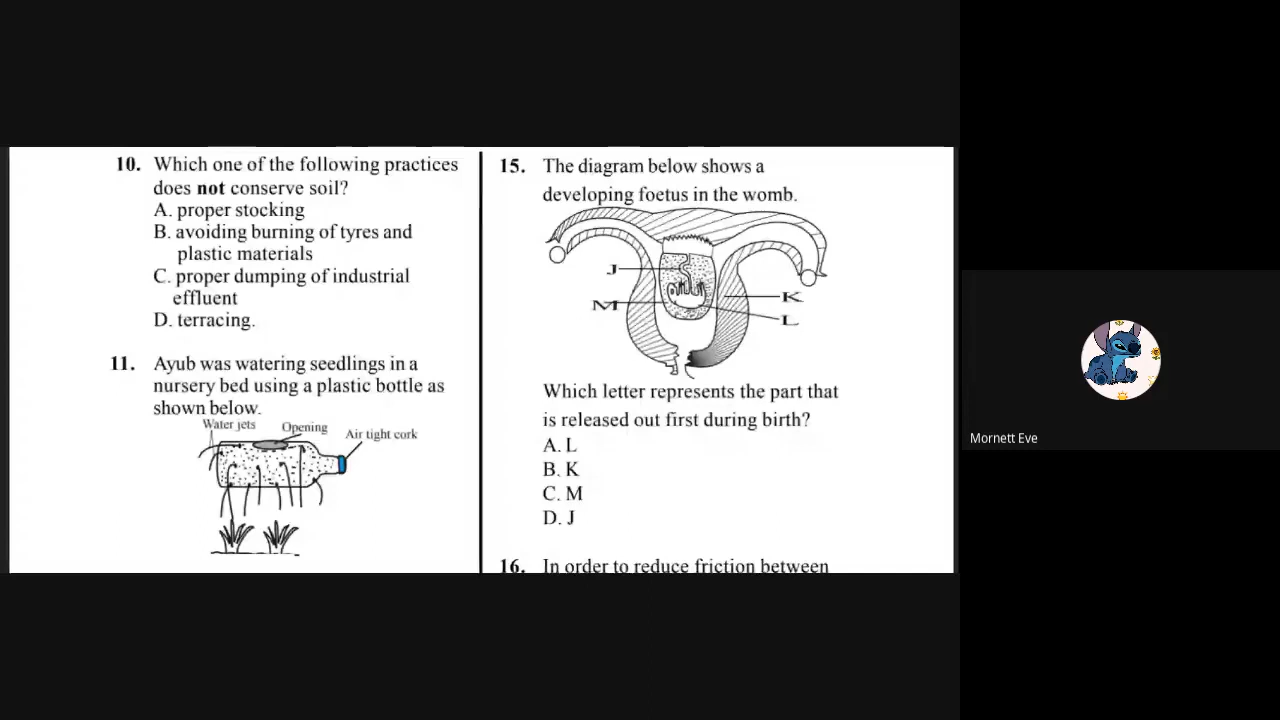 10. Which one of the following practices
does not conserve soil?
A. proper stocking
B. avoiding burning of tyres and
plastic materials
C. proper dumping of industrial
effluent
D. terracing.
11. Ayub was watering seedlings in a
nursery bed using a plastic bottle as
shown below.
Water jets
Opening
Air tight cork
15. The diagram below shows a
developing foetus in the womb.
J
M
K
L
Which letter represents the part that
is released out first during birth?
A. L
B. K
C. M
D. J
16. In order to reduce friction between
Mornett Eve